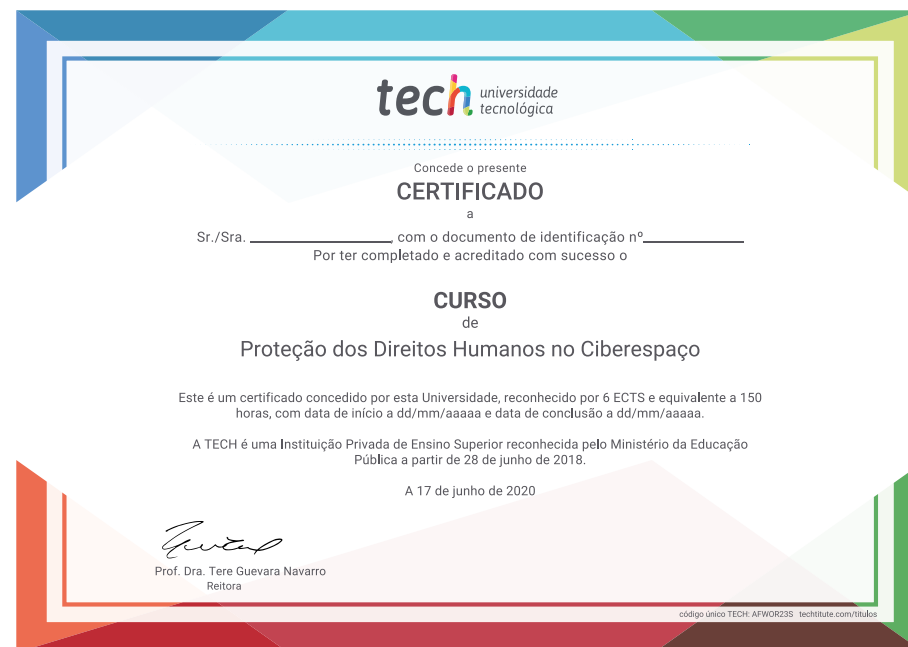 tech universidade
tecnológica
Concede o presente
CERTIFICADO
a
Sr./Sra. ____________________, com o documento de identificação nº______________
Por ter completado e acreditado com sucesso o
CURSO
de
Proteção dos Direitos Humanos no Ciberespaço
Este é um certificado concedido por esta Universidade, reconhecido por 6 ECTS e equivalente a 150
horas, com data de início a dd/mm/aaaaa e data de conclusão a dd/mm/aaaaa.
A TECH é uma Instituição Privada de Ensino Superior reconhecida pelo Ministério da Educação
Pública a partir de 28 de junho de 2018.
A 17 de junho de 2020
Prof. Dra. Tere Guevara Navarro
Reitora
código único TECH: AFWOR23S techtitute.com/titulos